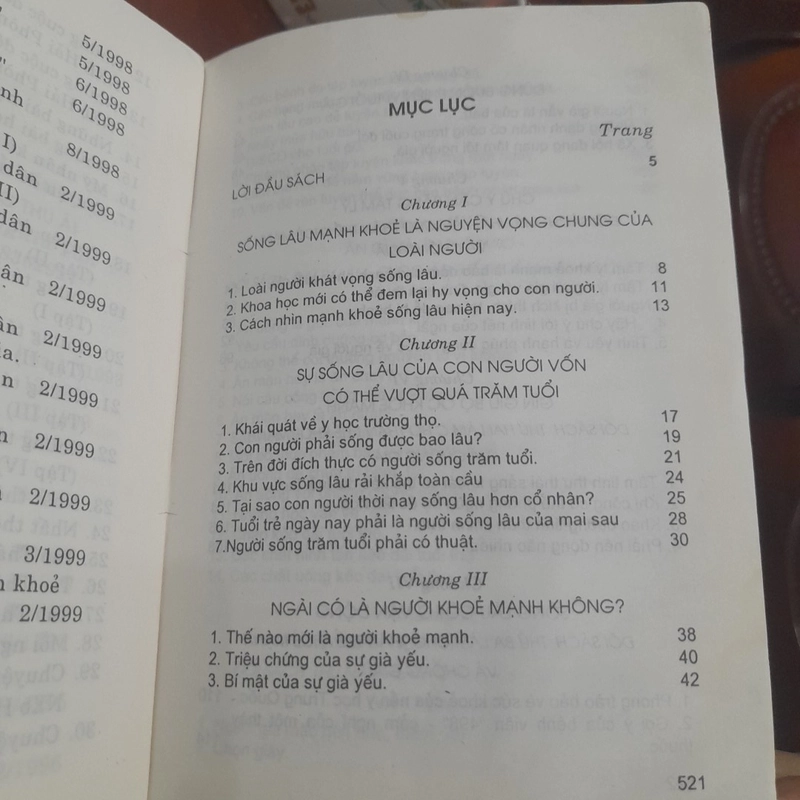 5/1998
5/1998
6/1998
nh 6/1998
I) 8/1998
dân 2/1999
II)
dân 2/1999
ân 2/1999
ân 2/1999
ia.
n 2/1999
n 2/1999
2/1999
3/1999
h khoẻ
2/1999
MỤC LỤC
Trang
LỜI ĐẦU SÁCH 5
Chương I
SỐNG LÂU MẠNH KHOẺ LÀ NGUYỆN VỌNG CHUNG CỦA
LOÀI NGƯỜI
1. Loài người khát vọng sống lâu. 8
2. Khoa học mới có thể đem lại hy vọng cho con người. 11
3. Cách nhìn mạnh khoẻ sống lâu hiện nay. 13
Chương II
SỰ SỐNG LÂU CỦA CON NGƯỜI VỐN
CÓ THỂ VƯỢT QUÁ TRĂM TUỔI
1. Khái quát về y học trường thọ. 17
2. Con người phải sống được bao lâu? 19
3. Trên đời đích thực có người sống trăm tuổi. 21
4. Khu vực sống lâu rải khắp toàn cầu 24
5. Tại sao con người thời nay sống lâu hơn cổ nhân? 25
6. Tuổi trẻ ngày nay phải là người sống lâu của mai sau 28
7.Người sống trăm tuổi phải có thuật. 30
Chương III
NGÀI CÓ LÀ NGƯỜI KHOẺ MẠNH KHÔNG?
1. Thế nào mới là người khoẻ mạnh. 38
2. Triệu chứng của sự già yếu. 40
3. Bí mật của sự già yếu. 42
521